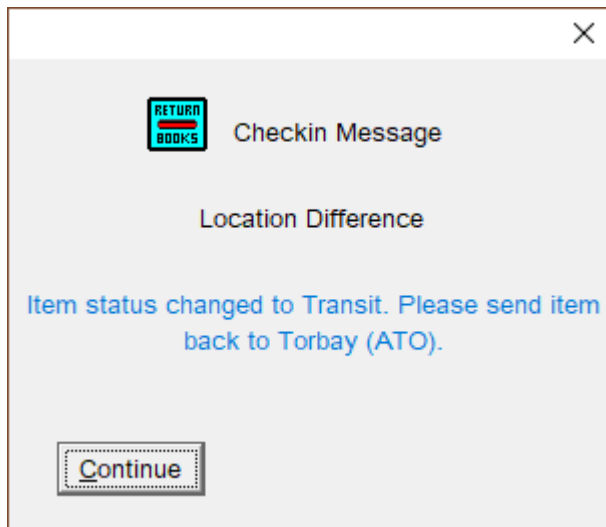 RETURN
BOOKS
Checkin Message
Location Difference
Item status changed to Transit. Please send item
back to Torbay (ATO).
Continue